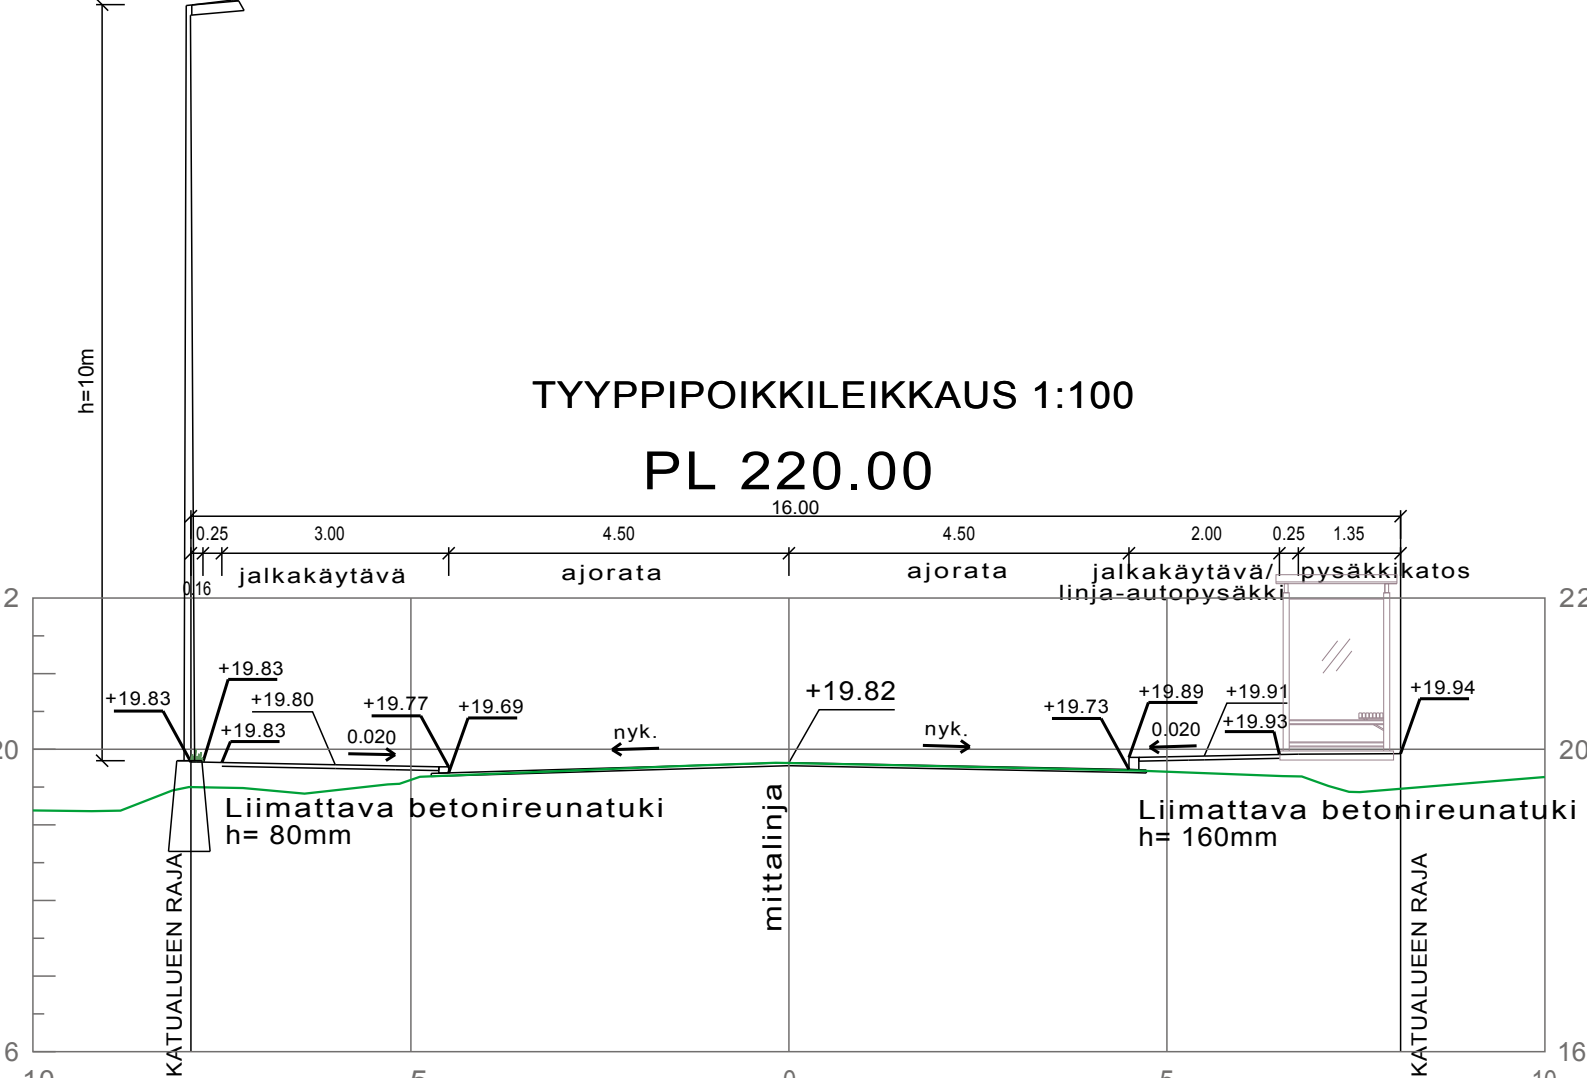 h=10m
TYYPPIPOIKKILEIKKAUS 1:100
PL 220.00
16.00
0.25 3.00 4.50 4.50 2.00 0.25 1.35
0.16
jalkakäytävä ajorata ajorata jalkakäytävä/ pysäkkikatos
linja-autopysäkki
2 22
+19.83 +19.83 +19.80 +19.77 +19.69 +19.82 +19.73 +19.89 +19.91 +19.94
+19.83 0.020 nyk. nyk. 0.020 +19.93
20 20
Liimattava betonireunatuki
h= 80mm
mittalinja
Liimattava betonireunatuki
h= 160mm
KATUALUEEN RAJA
KATUALUEEN RAJA
6 16
10 5 0 5 10